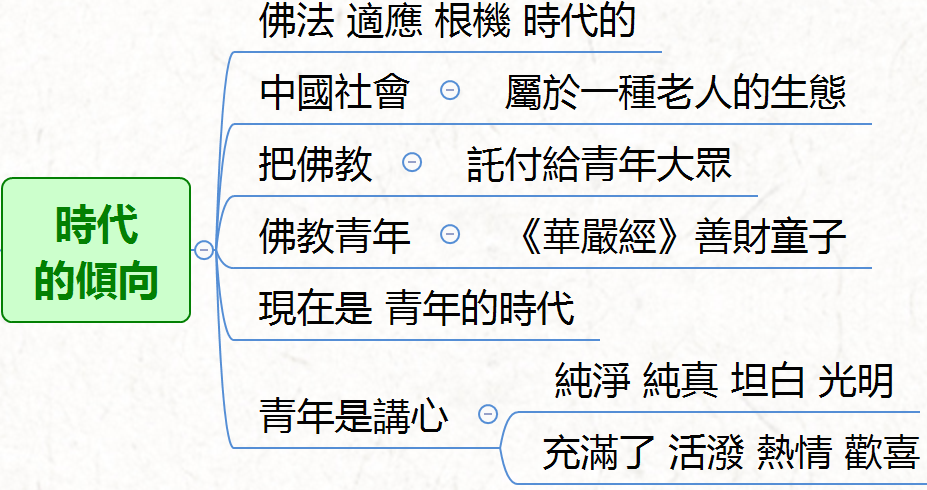 時代
的傾向
佛法 適應 根機 時代的
中國社會 屬於一種老人的生態
把佛教 託付給青年大眾
佛教青年 《華嚴經》善財童子
現在是 青年的時代
青年是講心
純淨 純真 坦白 光明
充滿了 活潑 熱情 歡喜